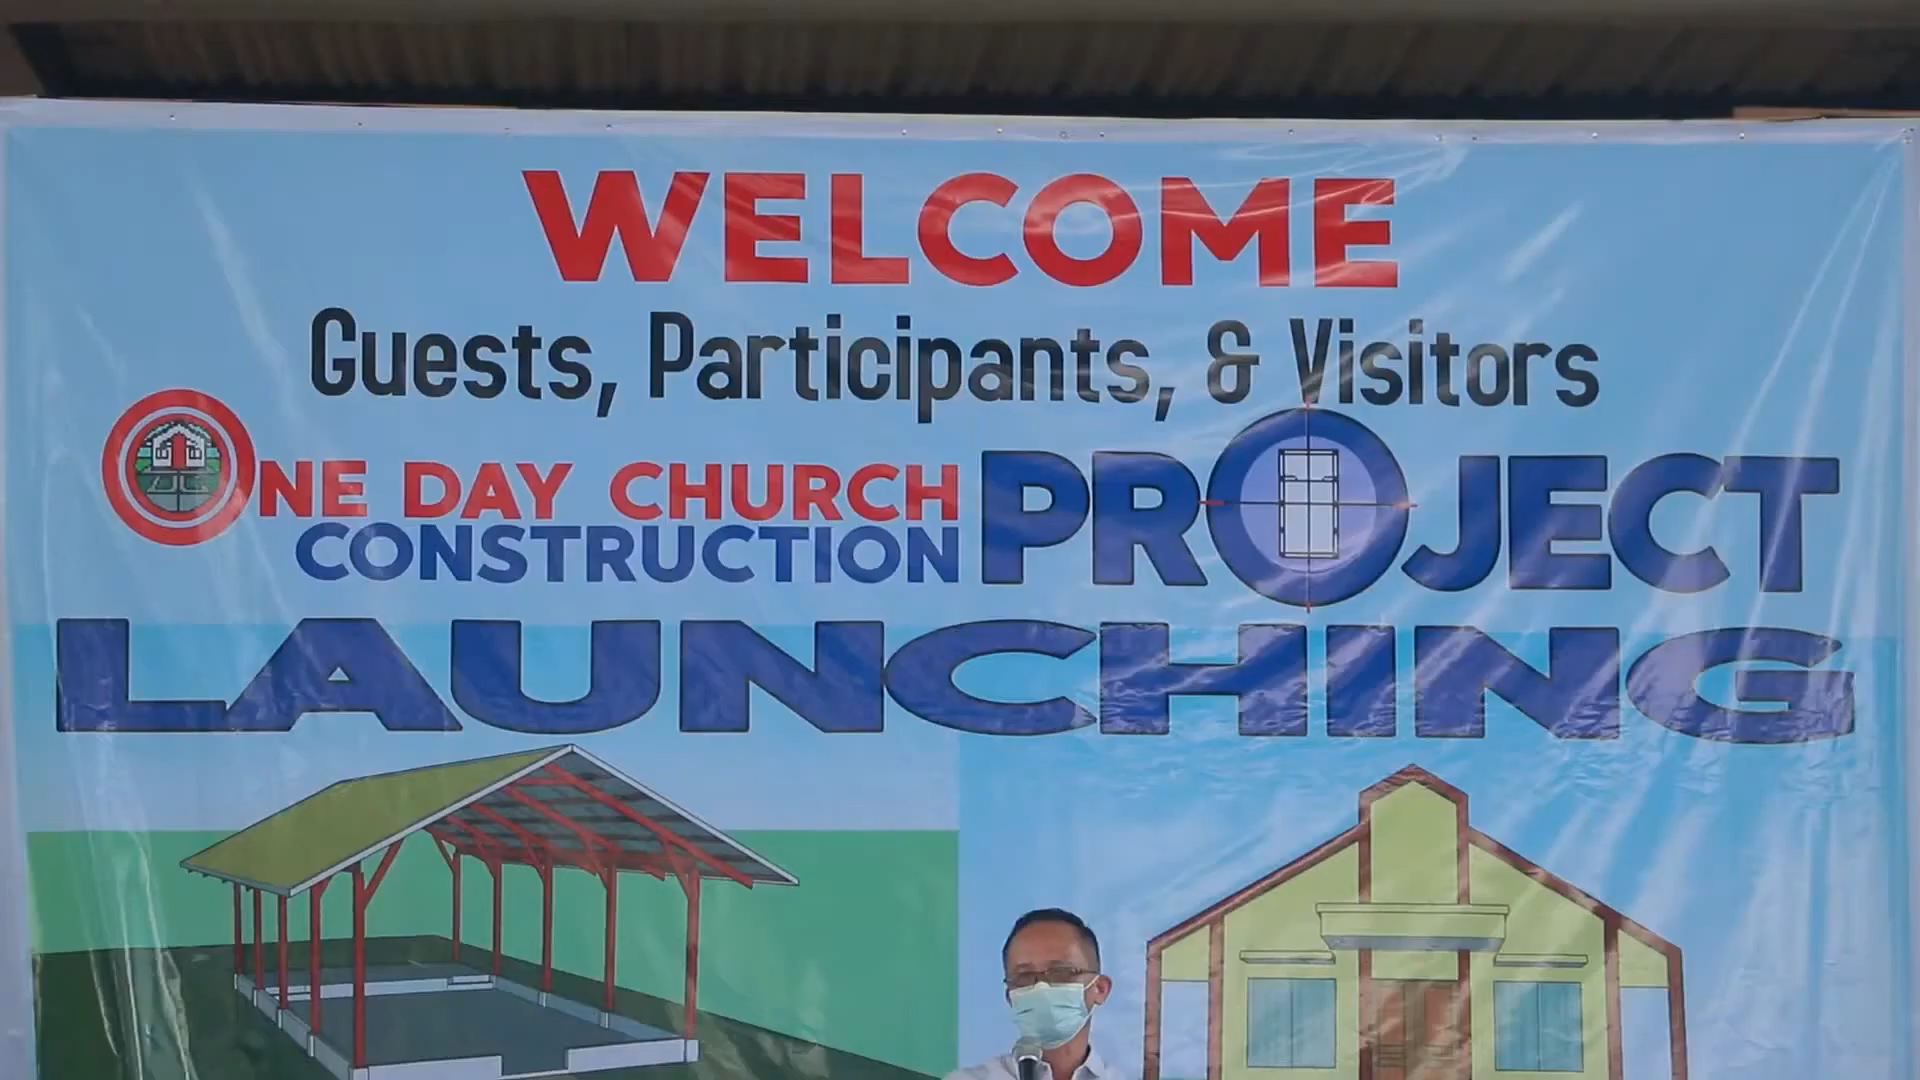 WELCOME
Guests, Participants, & Visitors
ONE DAY CHURCH
CONSTRUCTION PROJECT
LAUNCHING